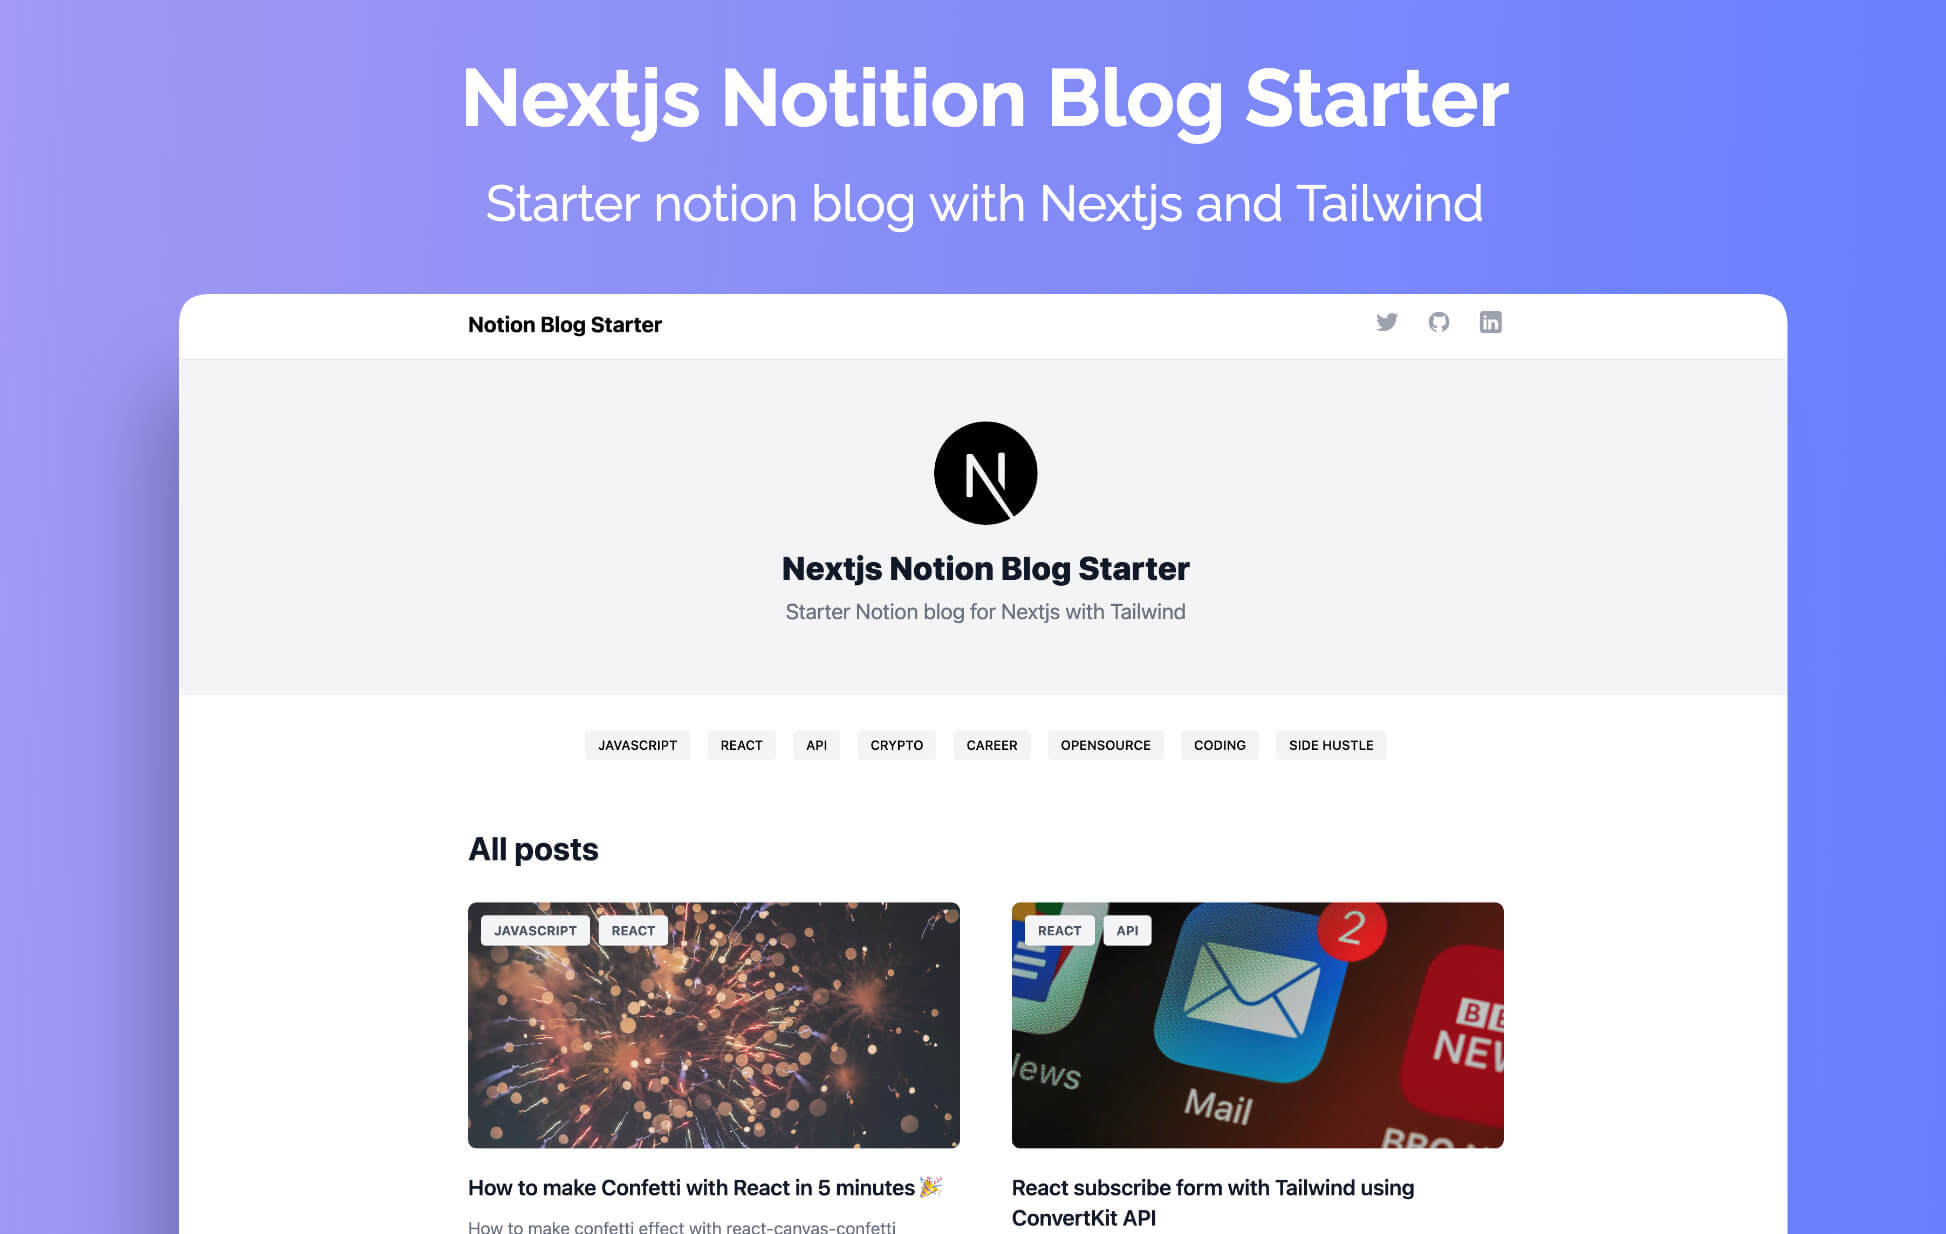 Nextjs Notition Blog Starter
Starter notion blog with Nextjs and Tailwind
Notion Blog Starter
Nextjs Notion Blog Starter
Starter Notion blog for Nextjs with Tailwind
JAVASCRIPT REACT API CRYPTO CAREER OPENSOURCE CODING SIDE HUSTLE
All posts
JAVASCRIPT REACT
REACT API
2
Mail
How to make Confetti with React in 5 minutes 🎉
How to make confetti effect with react-canvas-confetti
React subscribe form with Tailwind using
ConvertKit API